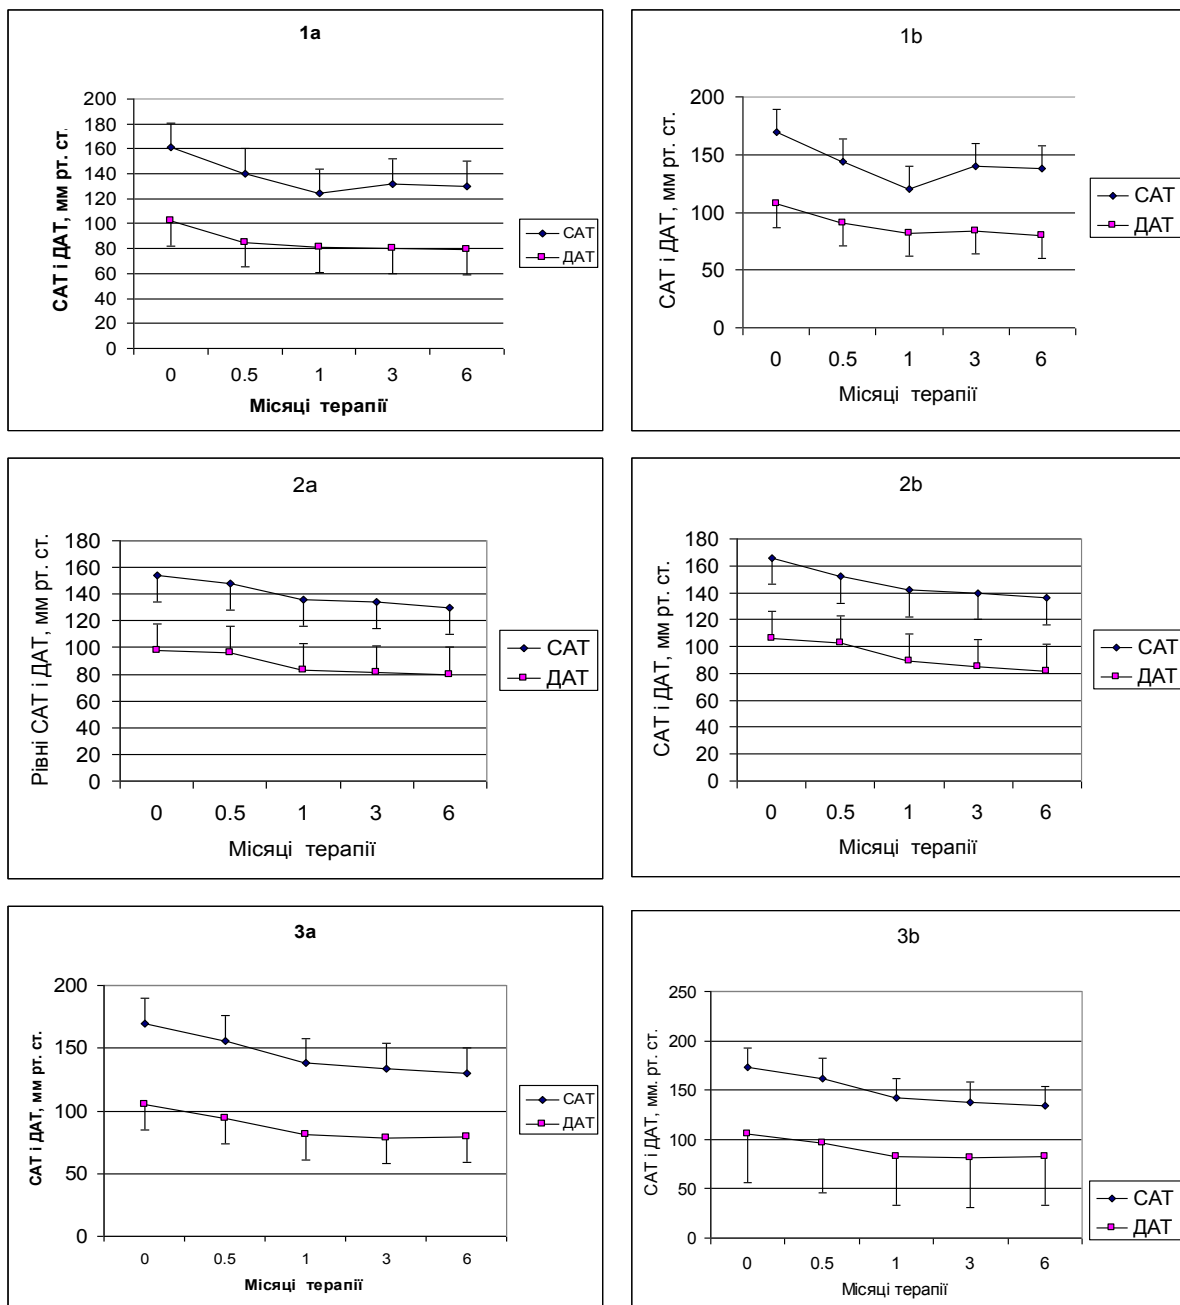 1a
САТ і ДАТ, мм рт. ст.
200
180
160
140
120
100
80
60
40
20
0
0 0.5 1 3 6
Місяці терапії
САТ
ДАТ
1b
САТ і ДАТ, мм рт. ст.
200
150
100
50
0
0 0.5 1 3 6
Місяці терапії
САТ
ДАТ
2a
Рівні САТ і ДАТ, мм рт. ст.
180
160
140
120
100
80
60
40
20
0
0 0.5 1 3 6
Місяці терапії
САТ
ДАТ
2b
САТ і ДАТ, мм рт. ст.
180
160
140
120
100
80
60
40
20
0
0 0.5 1 3 6
Місяці терапії
САТ
ДАТ
3a
САТ і ДАТ, мм рт. ст.
200
150
100
50
0
0 0.5 1 3 6
Місяці терапії
САТ
ДАТ
3b
САТ і ДАТ, мм. рт. ст.
250
200
150
100
50
0
0 0.5 1 3 6
Місяці терапії
САТ
ДАТ